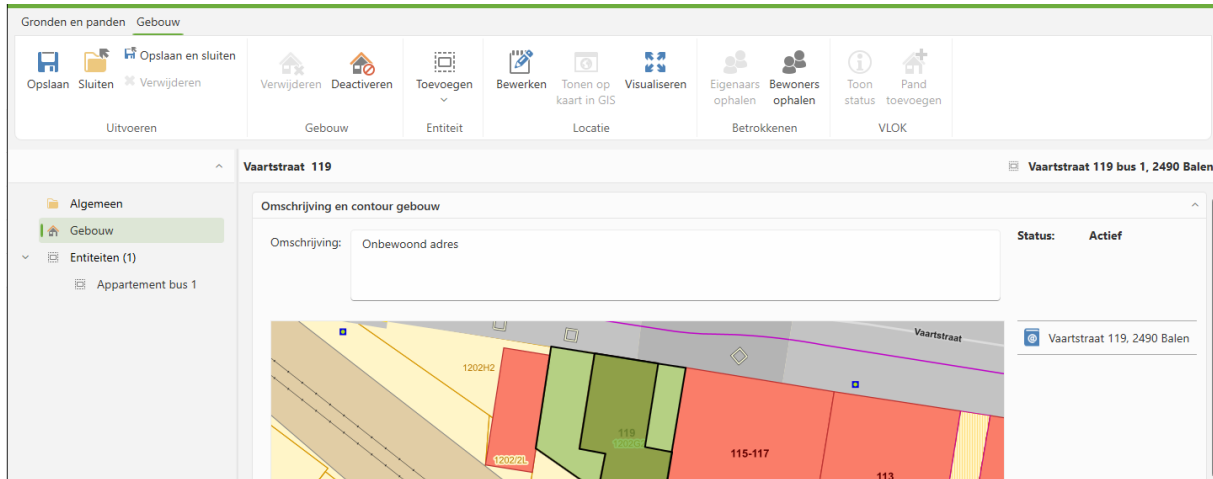 Gronden en panden Gebouw
Opslaan
Sluiten
Opslaan en sluiten
Verwijderen
Uitvoeren
Verwijderen
Deactiveren
Gebouw
Toevoegen
Entiteit
Bewerken
Tonen op
kaart in GIS
Visualiseren
Locatie
Eigenaars
ophalen
Bewoners
ophalen
Betrokkenen
Toon
status
Pand
toevoegen
VLOK
Vaartstraat 119
Vaartstraat 119 bus 1, 2490 Balen
Algemeen
Gebouw
Entiteiten (1)
Appartement bus 1
Omschrijving en contour gebouw
Omschrijving:
Onbewoond adres
Status: Actief
Vaartstraat 119, 2490 Balen
Vaartstraat
1202H2
119
1202/2L
115-117
113